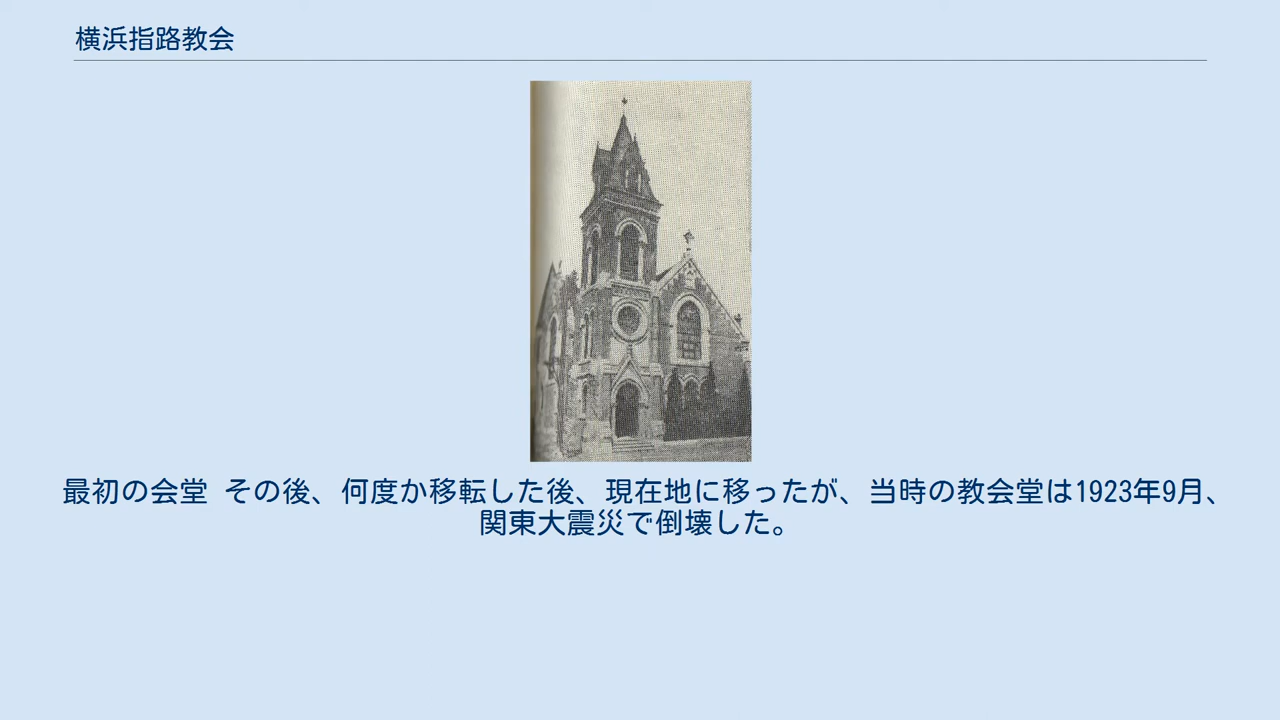 横浜指路教会
最初の会堂 その後、何度か移転した後、現在地に移ったが、当時の教会堂は1923年9月、
関東大震災で倒壊した。